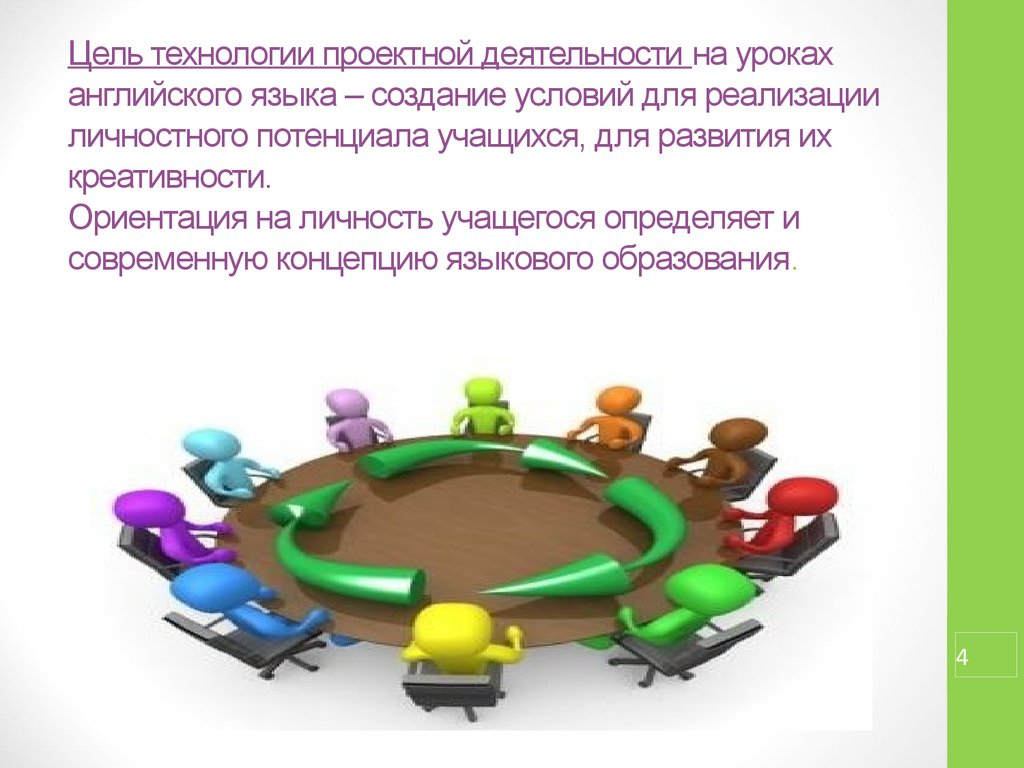 Цель технологии проектной деятельности на уроках
английского языка – создание условий для реализации
личностного потенциала учащихся, для развития их
креативности.
Ориентация на личность учащегося определяет и
современную концепцию языкового образования.
4